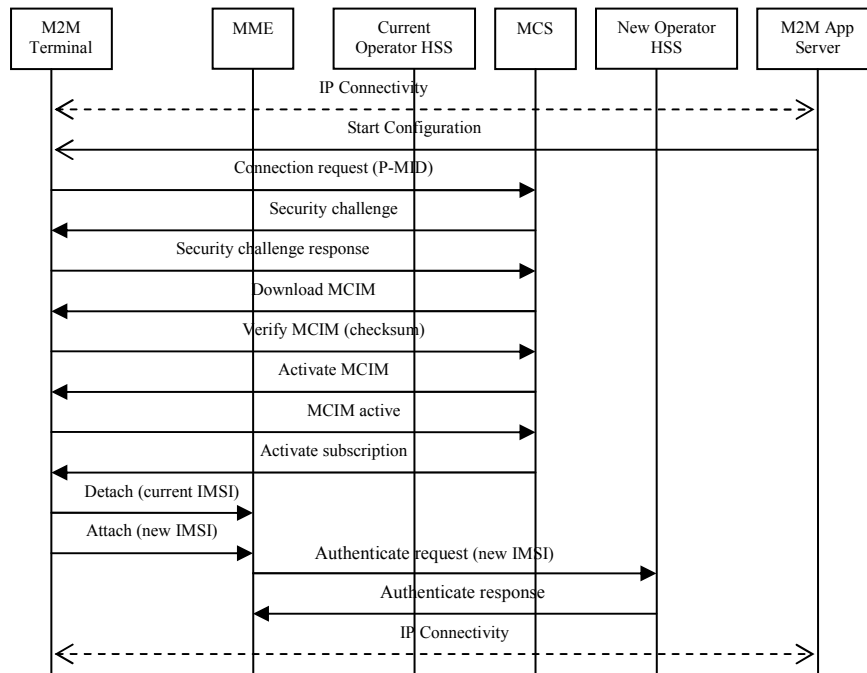 M2M
Terminal
MME
Current
Operator HSS
MCS
New Operator
HSS
M2M App
Server
IP Connectivity
Start Configuration
Connection request (P-MID)
Security challenge
Security challenge response
Download MCIM
Verify MCIM (checksum)
Activate MCIM
MCIM active
Activate subscription
Detach (current IMSI)
Attach (new IMSI)
Authenticate request (new IMSI)
Authenticate response
IP Connectivity